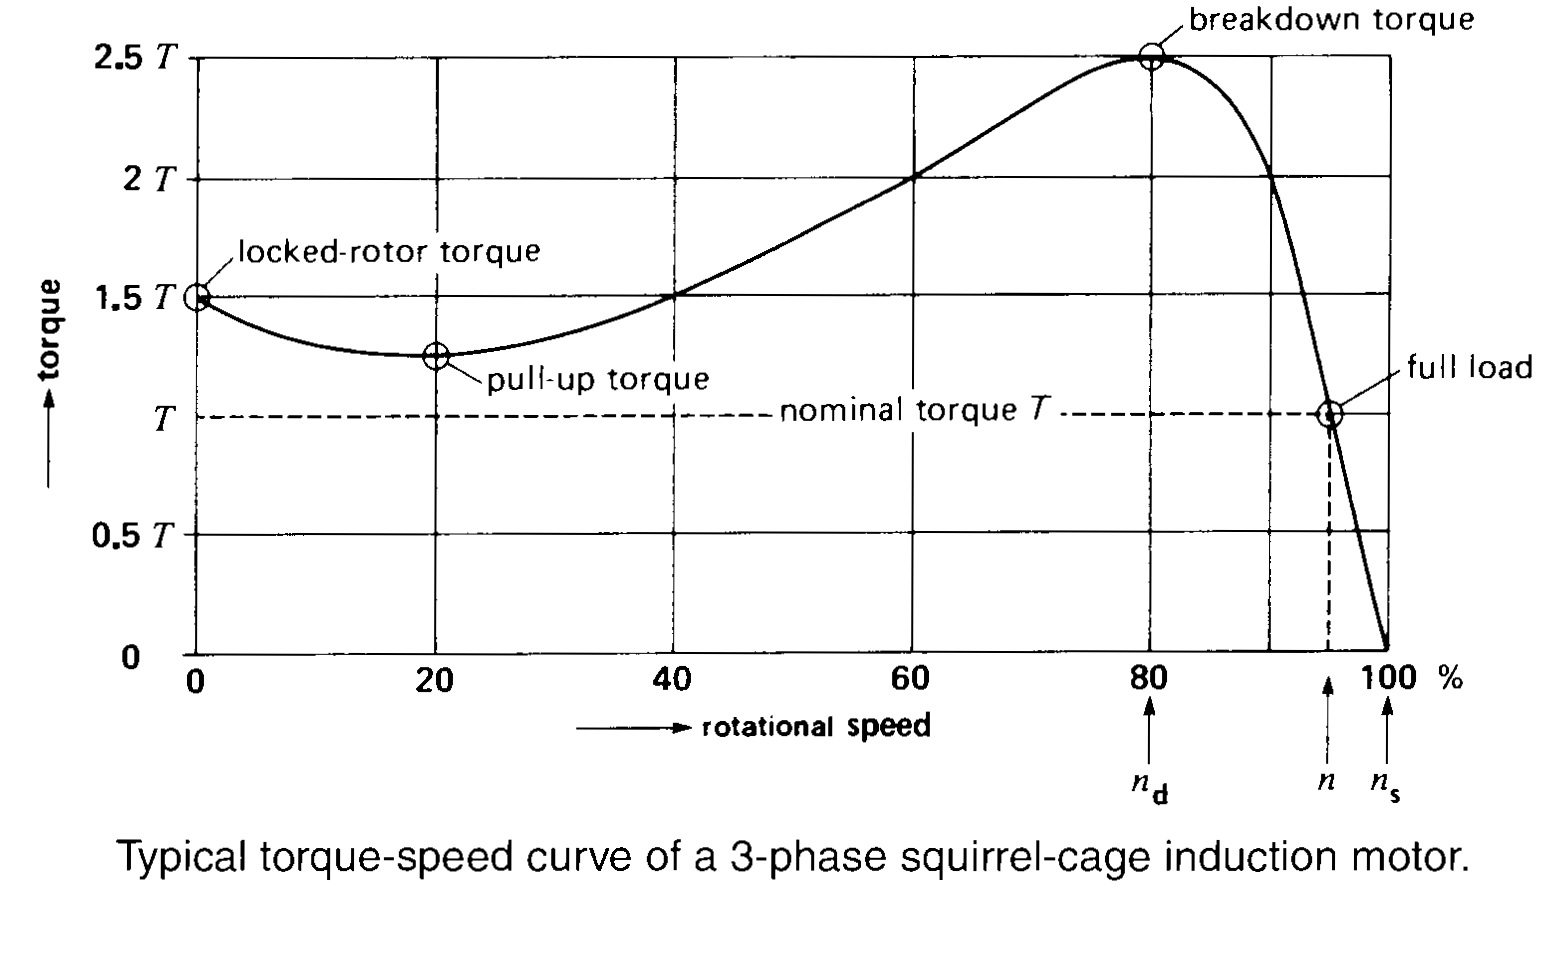 breakdown torque
2.5 T
2 T
locked-rotor torque
1.5 T
pull-up torque
full load
T
nominal torque T
torque
0.5 T
0
0 20 40 60 80 100 %
rotational speed
nd n ns
Typical torque-speed curve of a 3-phase squirrel-cage induction motor.